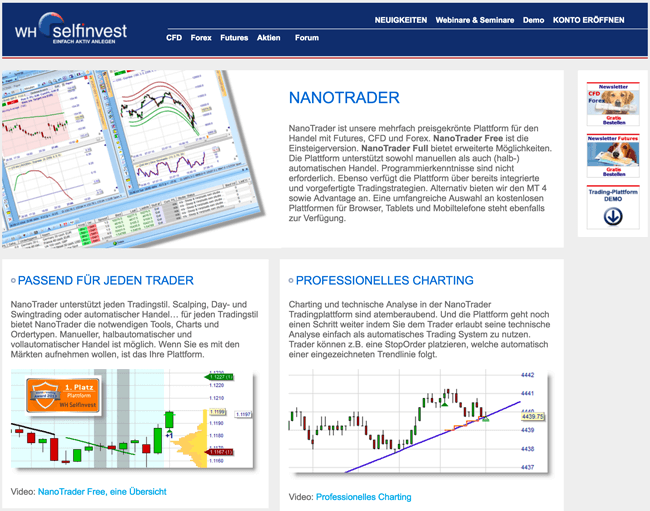 WH selfinvest
EINFACH AKTIV ANLEGEN
NEUIGKEITEN Webinare & Seminare Demo KONTO ERÖFFNEN
CFD Forex Futures Aktien Forum
NANOTRADER
NanoTrader ist unsere mehrfach preisgekrönte Plattform für den
Handel mit Futures, CFD und Forex. NanoTrader Free ist die
Einsteigerversion. NanoTrader Full bietet erweiterte Möglichkeiten.
Die Plattform unterstützt sowohl manuellen als auch (halb-)
automatischen Handel. Programmierkenntnisse sind nicht
erforderlich. Ebenso verfügt die Plattform über bereits integrierte
und vorgefertigte Tradingstrategien. Alternativ bieten wir den MT 4
sowie Advantage an. Eine umfangreiche Auswahl an kostenlosen
Plattformen für Browser, Tablets und Mobiltelefone steht ebenfalls
zur Verfügung.
Newsletter
CFD
Forex
Gratis
Bestellen
Newsletter Futures
Gratis
Bestellen
Trading-Plattform
DEMO
PASSEND FÜR JEDEN TRADER
NanoTrader unterstützt jeden Tradingstil. Scalping, Day- und
Swingtrading oder automatischer Handel... für jeden Tradingstil
bietet NanoTrader die notwendigen Tools, Charts und
Ordertypen. Manueller, halbautomatischer und
vollautomatischer Handel ist möglich. Wenn Sie es mit den
Märkten aufnehmen wollen, ist das Ihre Plattform.
1. Platz
Plattform
WH Selfinvest
1.1227 (1)
1.1220
1.1199
1.1197
1.1190
+1
1.1180
1.1167 (1)
1.1160
Video: NanoTrader Free, eine Übersicht
PROFESSIONELLES CHARTING
Charting und technische Analyse in der NanoTrader
Tradingplattform sind atemberaubend. Und die Plattform geht noch
einen Schritt weiter indem Sie dem Trader erlaubt seine technische
Analyse einfach als automatisches Trading System zu nutzen.
Trader können z.B. eine StopOrder platzieren, welche automatisch
einer eingezeichneten Trendlinie folgt.
4442
4441
4440
4439.75
4439
4438
4437
Video: Professionelles Charting